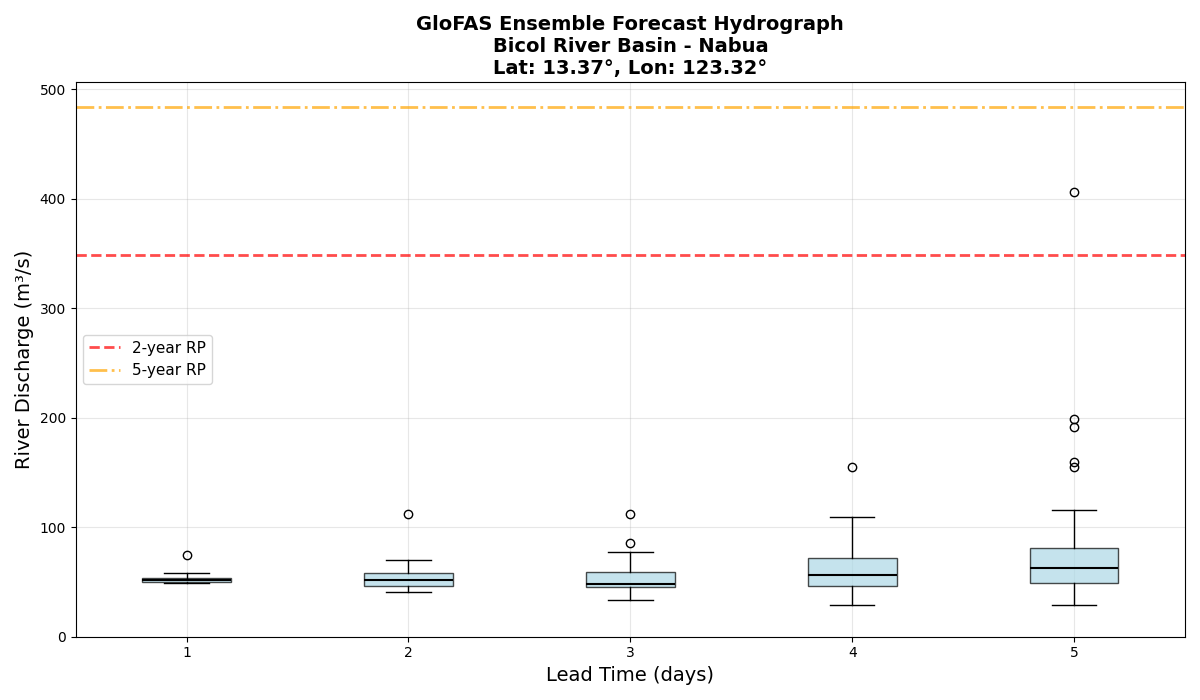 GloFAS Ensemble Forecast Hydrograph
Bicol River Basin - Nabua
Lat: 13.37°, Lon: 123.32°
River Discharge (m³/s)
500
400
300
200
100
0
2-year RP
5-year RP
1 2 3 4 5
Lead Time (days)